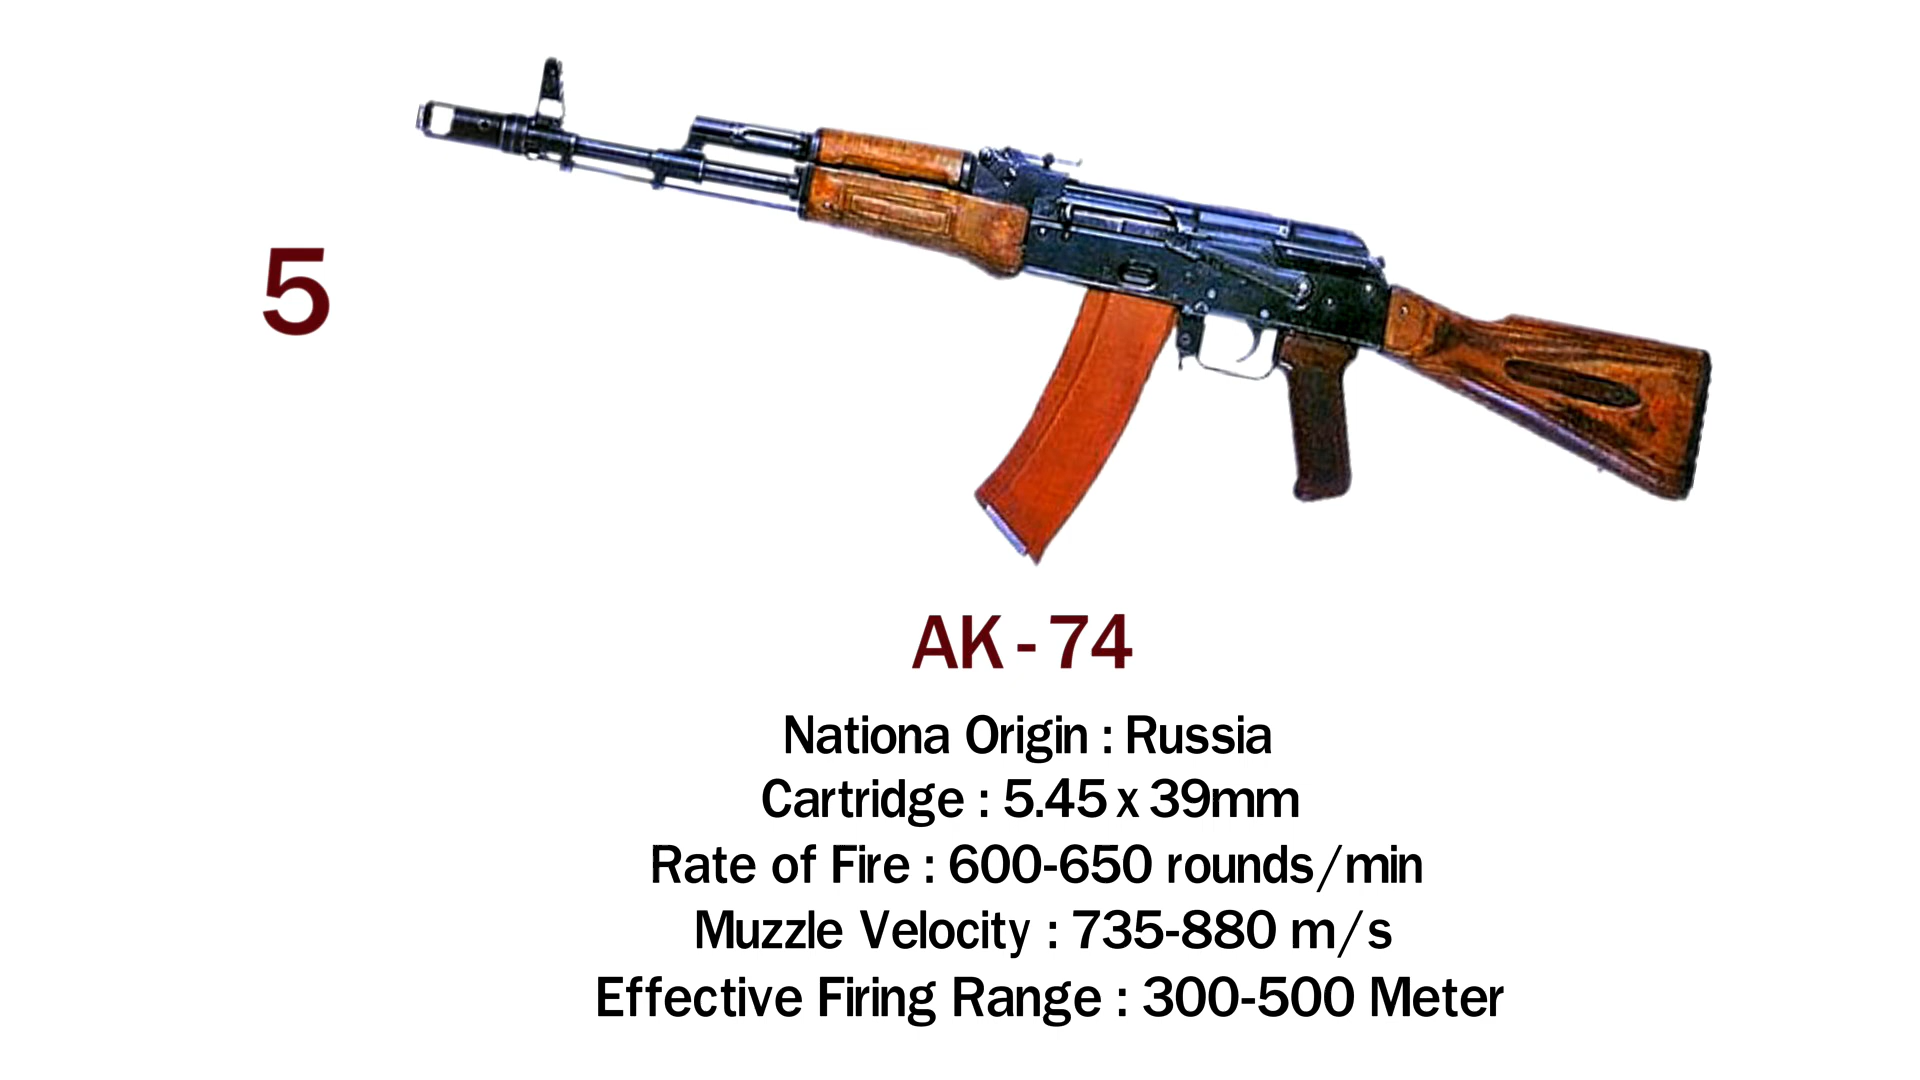 5
AK - 74
Nationa Origin : Russia
Cartridge : 5.45 x 39mm
Rate of Fire : 600-650 rounds/min
Muzzle Velocity : 735-880 m/s
Effective Firing Range : 300-500 Meter